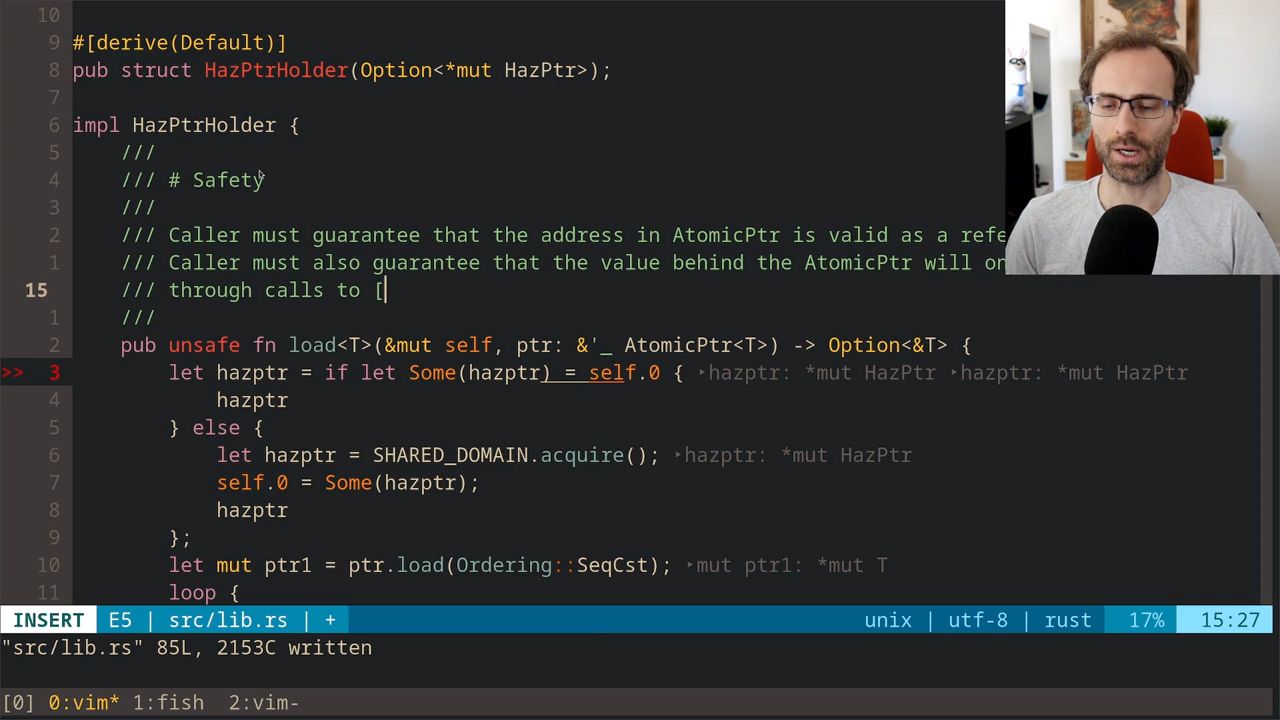 10
9 #[derive(Default)]
8 pub struct HazPtrHolder(Option<*mut HazPtr>);
7
6 impl HazPtrHolder {
5 ///
4 /// # Safety
3 ///
2 /// Caller must guarantee that the address in AtomicPtr is valid as a refe
1 /// Caller must also guarantee that the value behind the AtomicPtr will on
15 /// through calls to [
1 ///
2 pub unsafe fn load<T>(&mut self, ptr: &'_ AtomicPtr<T>) -> Option<&T> {
>> 3 let hazptr = if let Some(hazptr) = self.0 { ‣hazptr: *mut HazPtr ‣hazptr: *mut HazPtr
4 hazptr
5 } else {
6 let hazptr = SHARED_DOMAIN.acquire(); ‣hazptr: *mut HazPtr
7 self.0 = Some(hazptr);
8 hazptr
9 };
10 let mut ptr1 = ptr.load(Ordering::SeqCst); ‣mut ptr1: *mut T
11 loop {
INSERT E5 | src/lib.rs | + unix | utf-8 | rust 17% 15:27
"src/lib.rs" 85L, 2153C written
[0] 0:vim* 1:fish 2:vim-